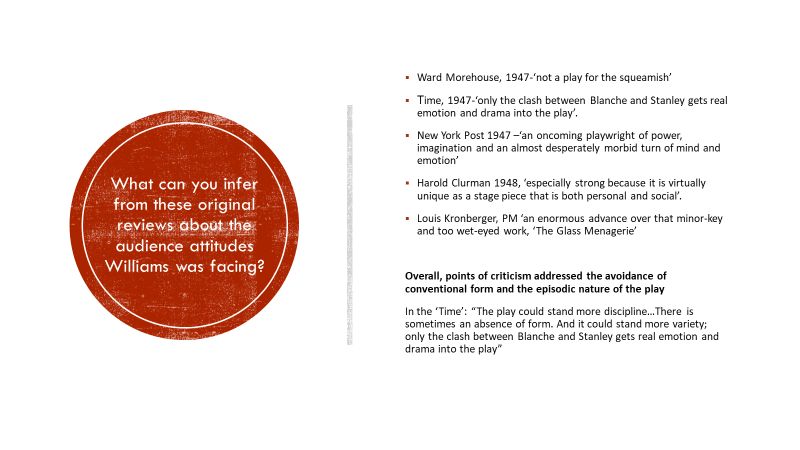 What can you infer
from these original
reviews about the
audience attitudes
Williams was facing?
▪ Ward Morehouse, 1947-‘not a play for the squeamish’
▪ Time, 1947-‘only the clash between Blanche and Stanley gets real
emotion and drama into the play’.
▪ New York Post 1947 –‘an oncoming playwright of power,
imagination and an almost desperately morbid turn of mind and
emotion’
▪ Harold Clurman 1948, ‘especially strong because it is virtually
unique as a stage piece that is both personal and social’.
▪ Louis Kronberger, PM ‘an enormous advance over that minor-key
and too wet-eyed work, ‘The Glass Menagerie’
Overall, points of criticism addressed the avoidance of
conventional form and the episodic nature of the play
In the ‘Time’: “The play could stand more discipline…There is
sometimes an absence of form. And it could stand more variety;
only the clash between Blanche and Stanley gets real emotion and
drama into the play”